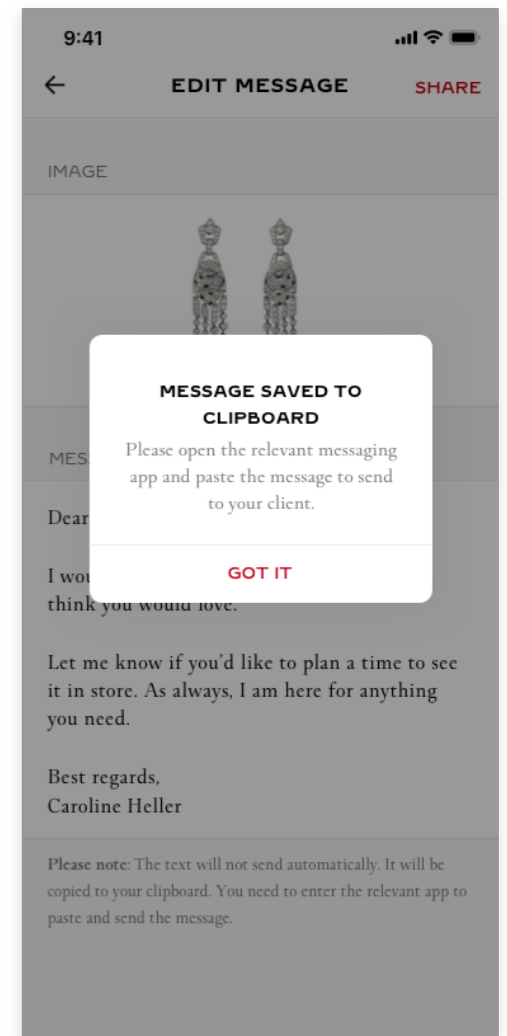 9:41
EDIT MESSAGE
SHARE
IMAGE
MESSAGE SAVED TO
CLIPBOARD
Please open the relevant messaging
app and paste the message to send
to your client.
GOT IT
MES
Dear
I wou
think you would love.
Let me know if you'd like to plan a time to see
it in store. As always, I am here for anything
you need.
Best regards,
Caroline Heller
Please note: The text will not send automatically. It will be
copied to your clipboard. You need to enter the relevant app to
paste and send the message.